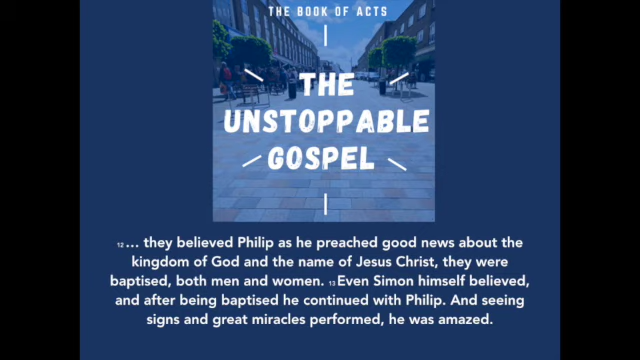 THE BOOK OF ACTS
THE
UNSTOPPABLE
GOSPEL
12 ... they believed Philip as he preached good news about the
kingdom of God and the name of Jesus Christ, they were
baptised, both men and women. 13 Even Simon himself believed,
and after being baptised he continued with Philip. And seeing
signs and great miracles performed, he was amazed.